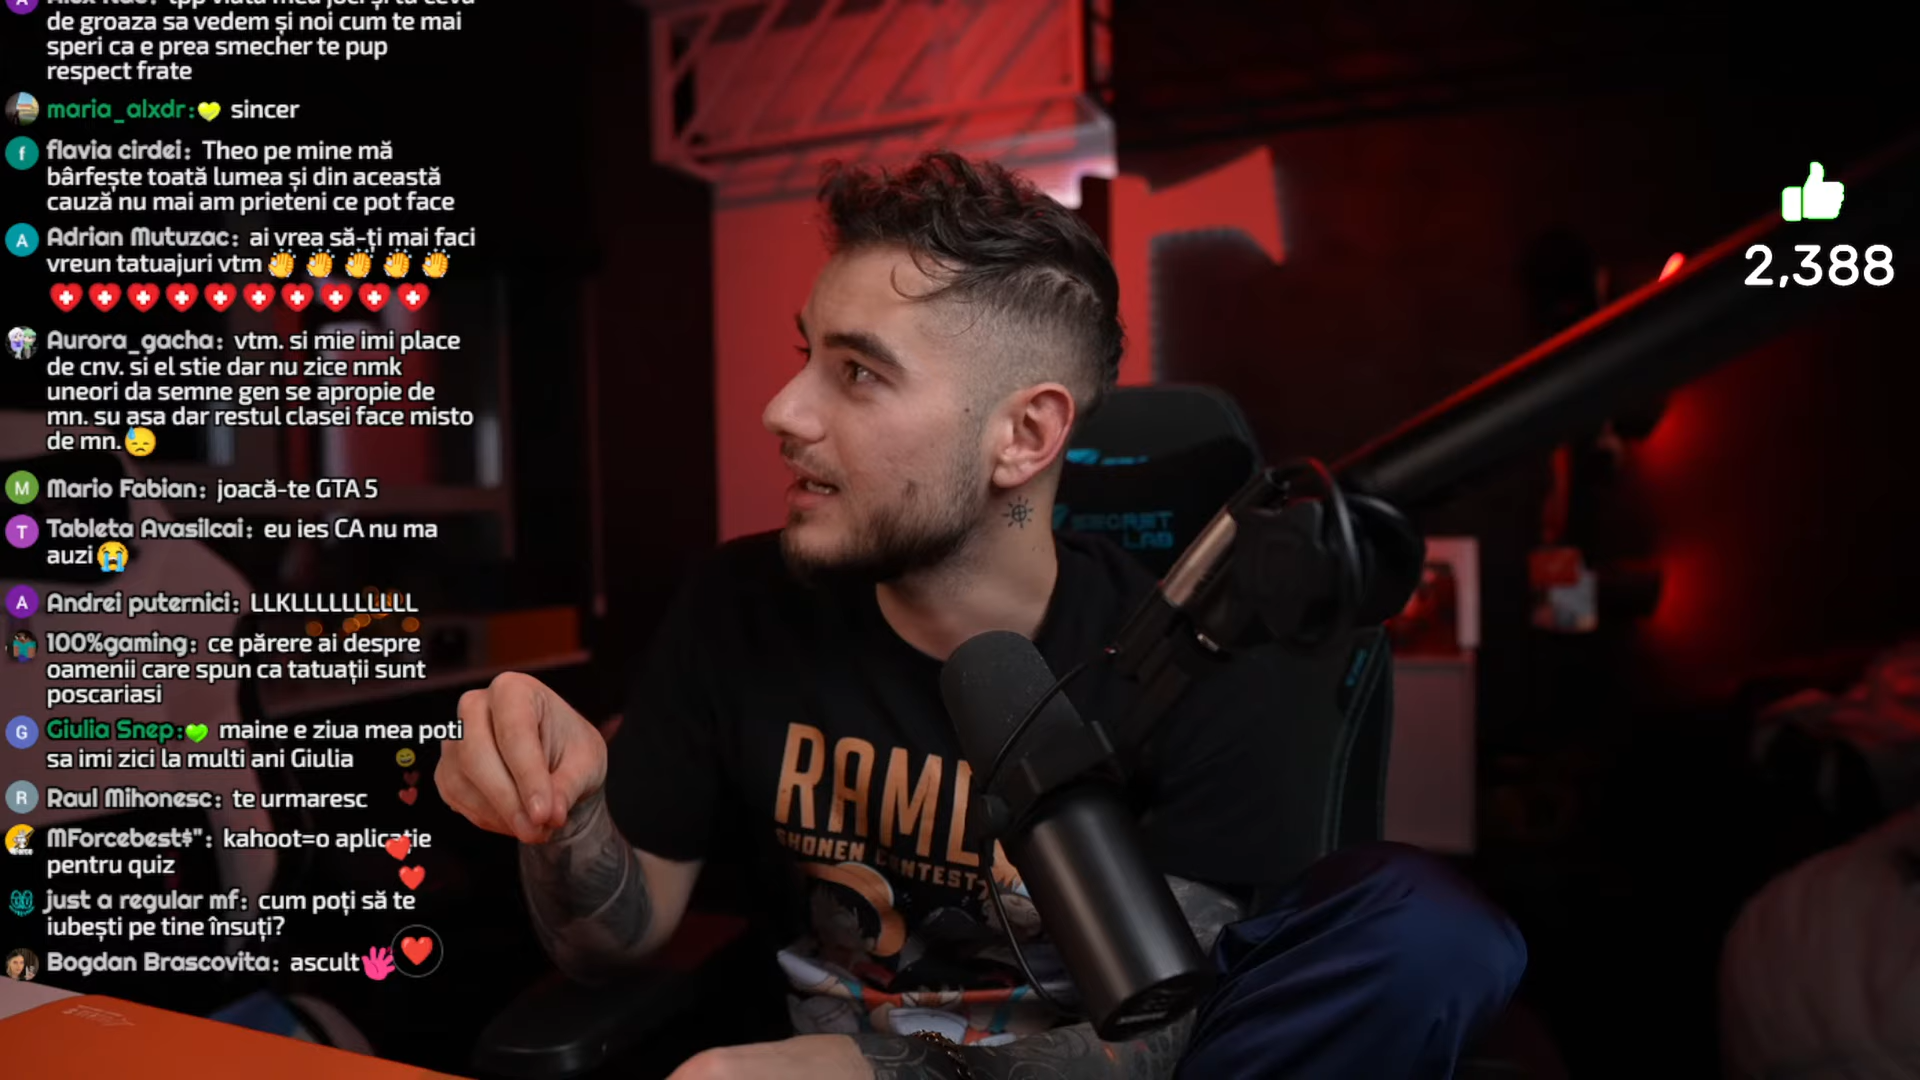 de groaza sa vedem și noi cum te mai
speri ca e prea smecher te pup
respect frate
maria_alxdr:💛 sincer
f flavia cirdei: Theo pe mine mă
bârfește toată lumea și din această
cauză nu mai am prieteni ce pot face
A Adrian Mutuzac: ai vrea să-ți mai faci
vreun tatuajuri vtm
Aurora_gacha: vtm. si mie imi place
de cnv. si el stie dar nu zice nmk
uneori da semne gen se apropie de
mn. su asa dar restul clasei face misto
de mn.
M Mario Fabian: joacă-te GTA 5
T Tableta Avasilcai: eu ies CA nu ma
auzi
A Andrei puternici: LLKLLLLLLLLLL
100%gaming: ce părere ai despre
oamenii care spun ca tatuații sunt
poscariasi
G Giulia Snep:💚 maine e ziua mea poti
sa imi zici la multi ani Giulia
R Raul Mihonesc: te urmaresc
MForcebest$": kahoot=o aplicație
pentru quiz
just a regular mf: cum poți să te
iubești pe tine însuți?
Bogdan Brascovita: ascult
2,388
SECRET
LAB
SHONEN CONTEST